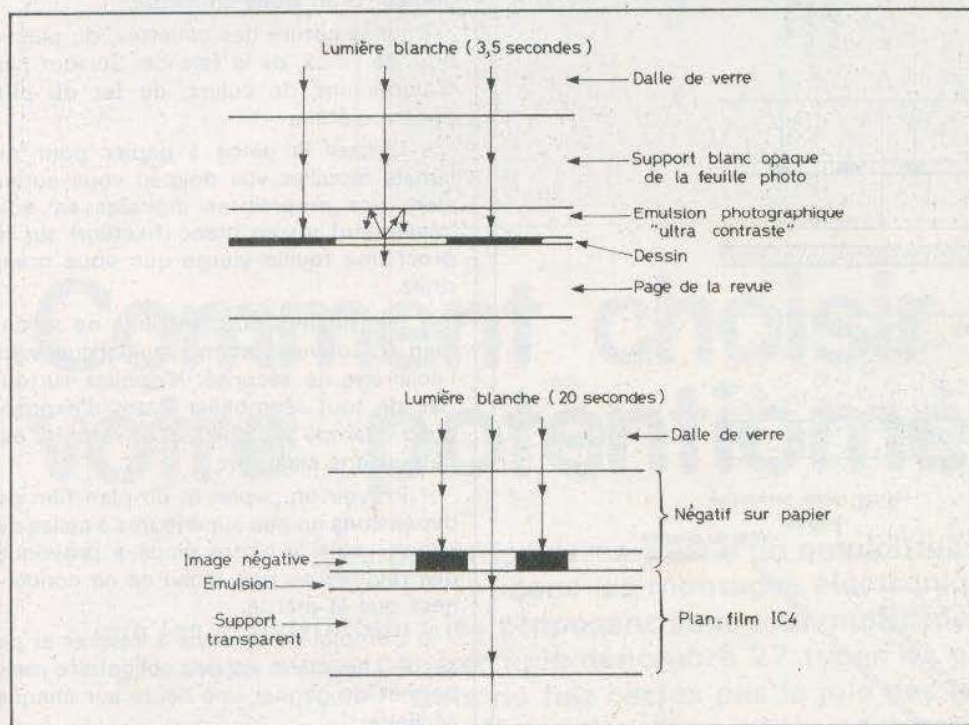 Lumière blanche (3,5 secondes)
Dalle de verre
Support blanc opaque
de la feuille photo
Emulsion photographique
"ultra contraste"
Dessin
Page de la revue
Lumière blanche (20 secondes)
Dalle de verre
Négatif sur papier
Image négative
Emulsion
Support
transparent
Plan. film IC4